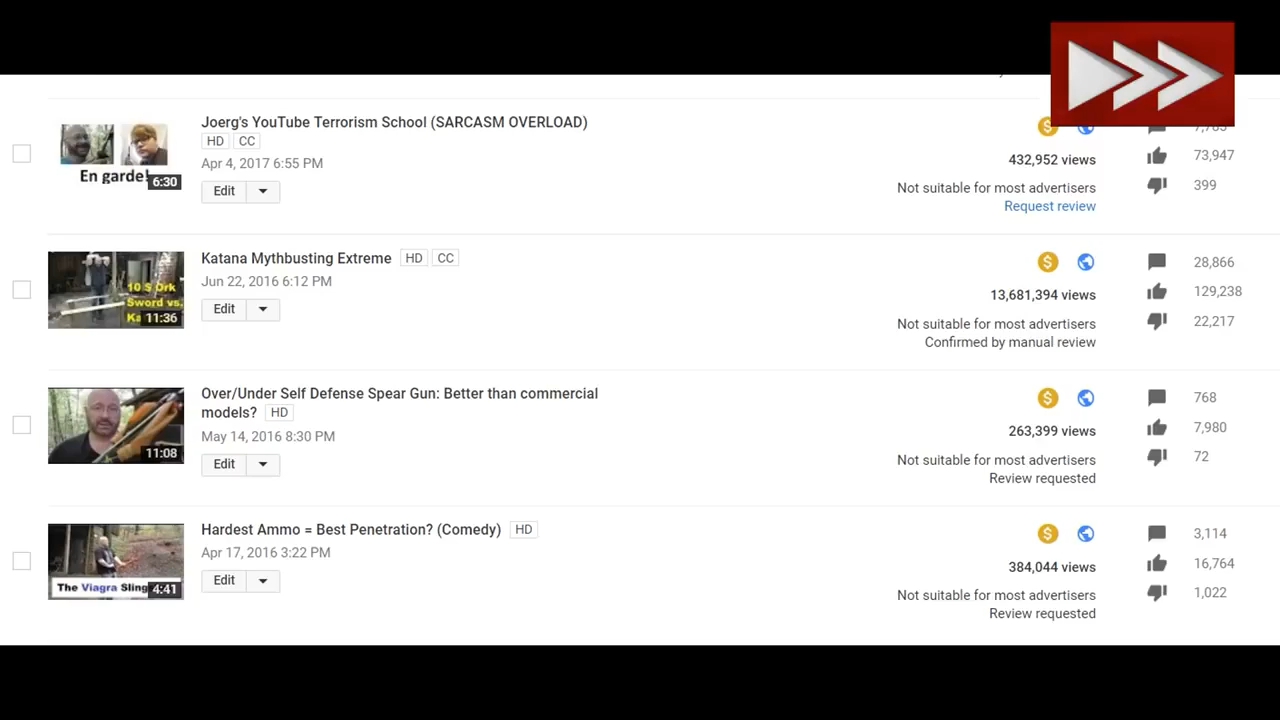 Joerg's YouTube Terrorism School (SARCASM OVERLOAD)
HD CC
Apr 4, 2017 6:55 PM
Edit
En garde!
6:30
432,952 views
73,947
Not suitable for most advertisers
399
Request review
Katana Mythbusting Extreme HD CC
Jun 22, 2016 6:12 PM
Edit
10 $ Ork
Sword vs.
11:36
28,866
13,681,394 views
129,238
Not suitable for most advertisers
22,217
Confirmed by manual review
Over/Under Self Defense Spear Gun: Better than commercial
models? HD
May 14, 2016 8:30 PM
Edit
11:08
768
263,399 views
7,980
Not suitable for most advertisers
72
Review requested
Hardest Ammo = Best Penetration? (Comedy) HD
Apr 17, 2016 3:22 PM
Edit
The Viagra
4:41
3,114
384,044 views
16,764
Not suitable for most advertisers
1,022
Review requested